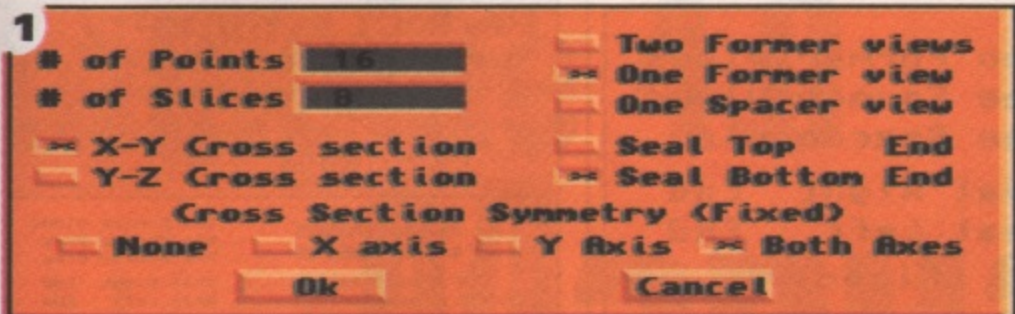 1
# of Points 16
# of Slices 8
X-Y Cross section
Y-Z Cross section
Two Former views
One Former view
One Spacer view
Seal Top End
Seal Bottom End
Cross Section Symmetry (Fixed)
None X axis Y Axis Both Axes
Ok Cancel